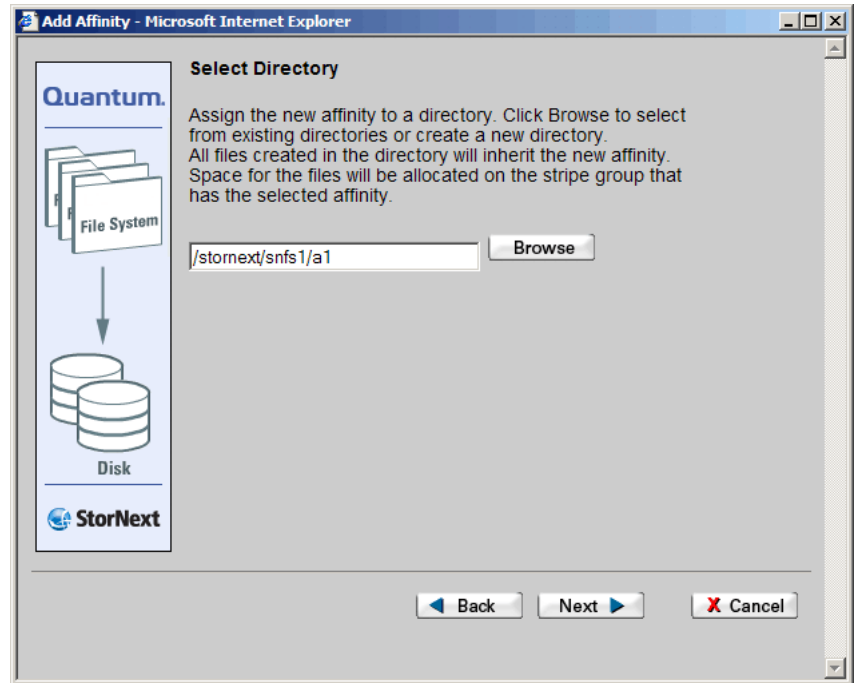 Add Affinity - Microsoft Internet Explorer
Quantum.
File System
Disk
StorNext
Select Directory
Assign the new affinity to a directory. Click Browse to select
from existing directories or create a new directory.
All files created in the directory will inherit the new affinity.
Space for the files will be allocated on the stripe group that
has the selected affinity.
/stornext/snfs1/a1
Browse
Back
Next
X Cancel